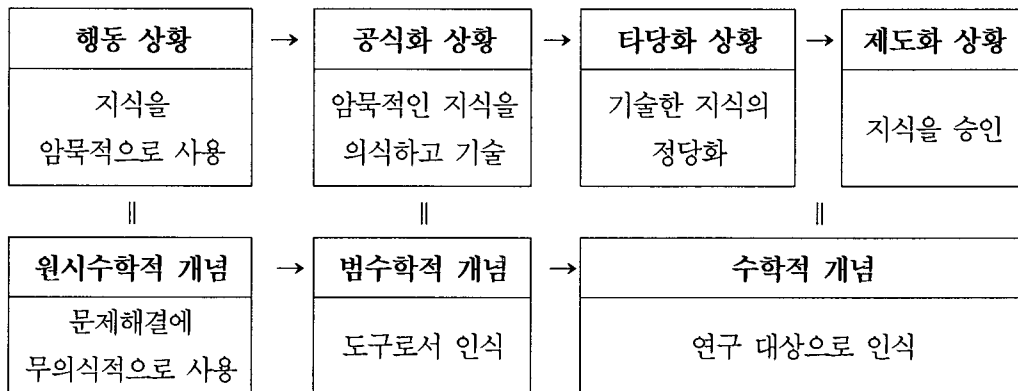 행동 상황 → 공식화 상황 → 타당화 상황 → 제도화 상황
지식을
암묵적으로 사용
암묵적인 지식을
의식하고 기술
기술한 지식의
정당화
지식을 승인
∥ ∥ ∥
원시수학적 개념 → 범수학적 개념 → 수학적 개념
문제해결에
무의식적으로 사용
도구로서 인식
연구 대상으로 인식